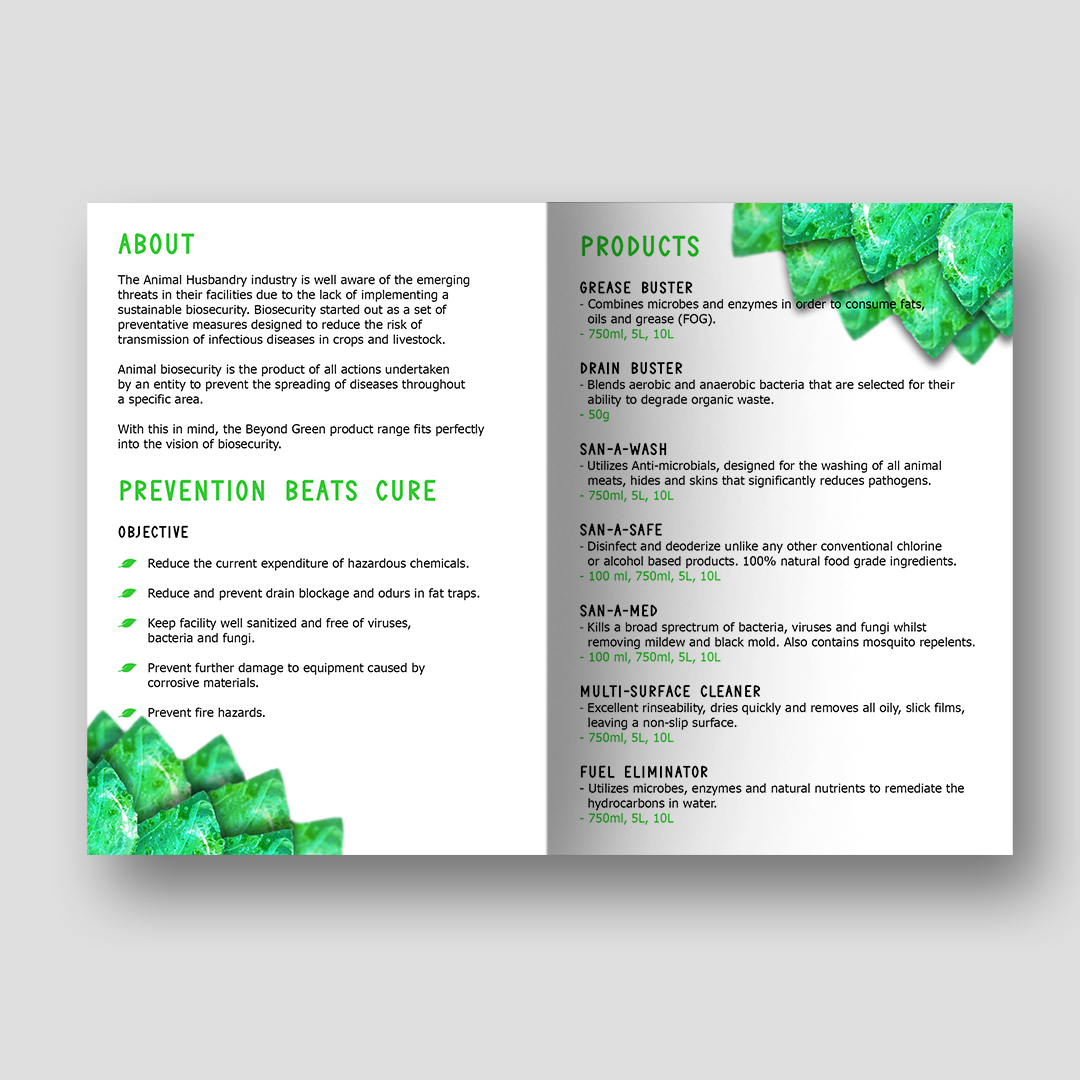 ABOUT
The Animal Husbandry industry is well aware of the emerging
threats in their facilities due to the lack of implementing a
sustainable biosecurity. Biosecurity started out as a set of
preventative measures designed to reduce the risk of
transmission of infectious diseases in crops and livestock.
Animal biosecurity is the product of all actions undertaken
by an entity to prevent the spreading of diseases throughout
a specific area.
With this in mind, the Beyond Green product range fits perfectly
into the vision of biosecurity.
PREVENTION BEATS CURE
OBJECTIVE
Reduce the current expenditure of hazardous chemicals.
Reduce and prevent drain blockage and odurs in fat traps.
Keep facility well sanitized and free of viruses,
bacteria and fungi.
Prevent further damage to equipment caused by
corrosive materials.
Prevent fire hazards.
PRODUCTS
GREASE BUSTER
- Combines microbes and enzymes in order to consume fats,
oils and grease (FOG).
- 750ml, 5L, 10L
DRAIN BUSTER
- Blends aerobic and anaerobic bacteria that are selected for their
ability to degrade organic waste.
- 50g
SAN-A-WASH
- Utilizes Anti-microbials, designed for the washing of all animal
meats, hides and skins that significantly reduces pathogens.
- 750ml, 5L, 10L
SAN-A-SAFE
- Disinfect and deoderize unlike any other conventional chlorine
or alcohol based products. 100% natural food grade ingredients.
- 100 ml, 750ml, 5L, 10L
SAN-A-MED
- Kills a broad sprectrum of bacteria, viruses and fungi whilst
removing mildew and black mold. Also contains mosquito repelents.
- 100 ml, 750ml, 5L, 10L
MULTI-SURFACE CLEANER
- Excellent rinseability, dries quickly and removes all oily, slick films,
leaving a non-slip surface.
- 750ml, 5L, 10L
FUEL ELIMINATOR
- Utilizes microbes, enzymes and natural nutrients to remediate the
hydrocarbons in water.
- 750ml, 5L, 10L